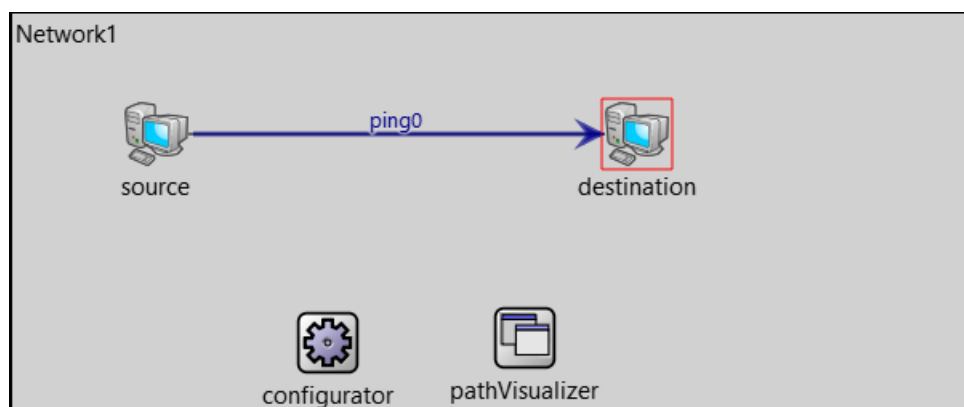 Network1
ping0
source
destination
configurator
pathVisualizer